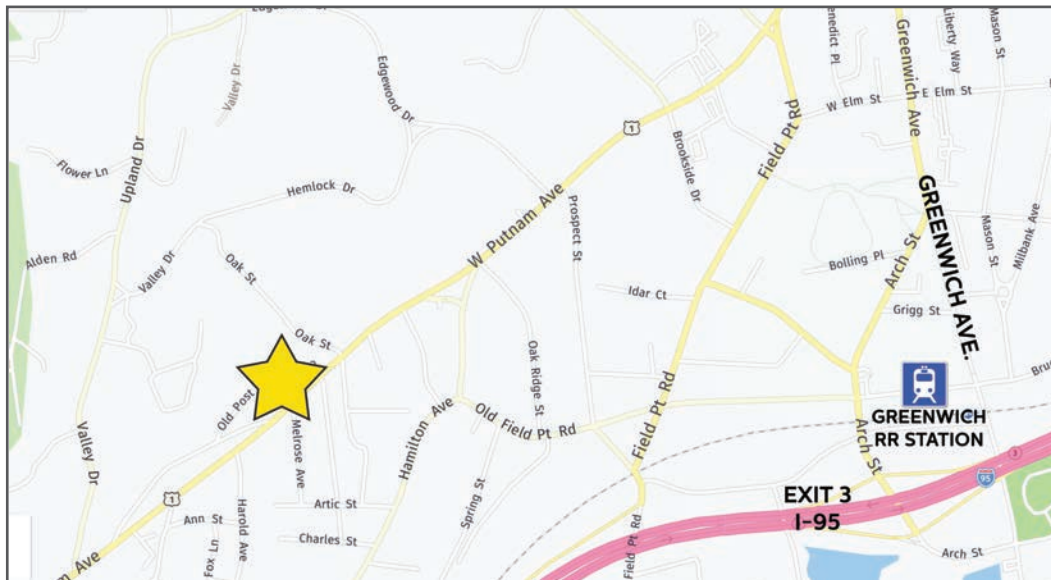 enedict Pl
Liberty Way
Mason St
Greenwich Ave
Valley Dr
Edgewood Dr
W Elm St
E Elm St
Field Pt Rd
1
Brookside Dr
Flower Ln
Upland Dr
Hemlock Dr
W Putnam Ave
Prospect St
GREENWICH AVE.
Mason St
Milbank Ave
Alden Rd
Valley Dr
Oak St
Bolling Pl
Arch St
Idar Ct
Grigg St
Oak St
Oak Ridge St
Old Post
Melrose Ave
Hamilton Ave
Old Field Pt Rd
Field Pt Rd
Bru
GREENWICH
RR STATION
Arch St
Valley Dr
1
Harold Ave
Artic St
Spring St
3
95
EXIT 3
I-95
Ann St
Fox Ln
Charles St
Field Pt Rd
Arch St
m Ave